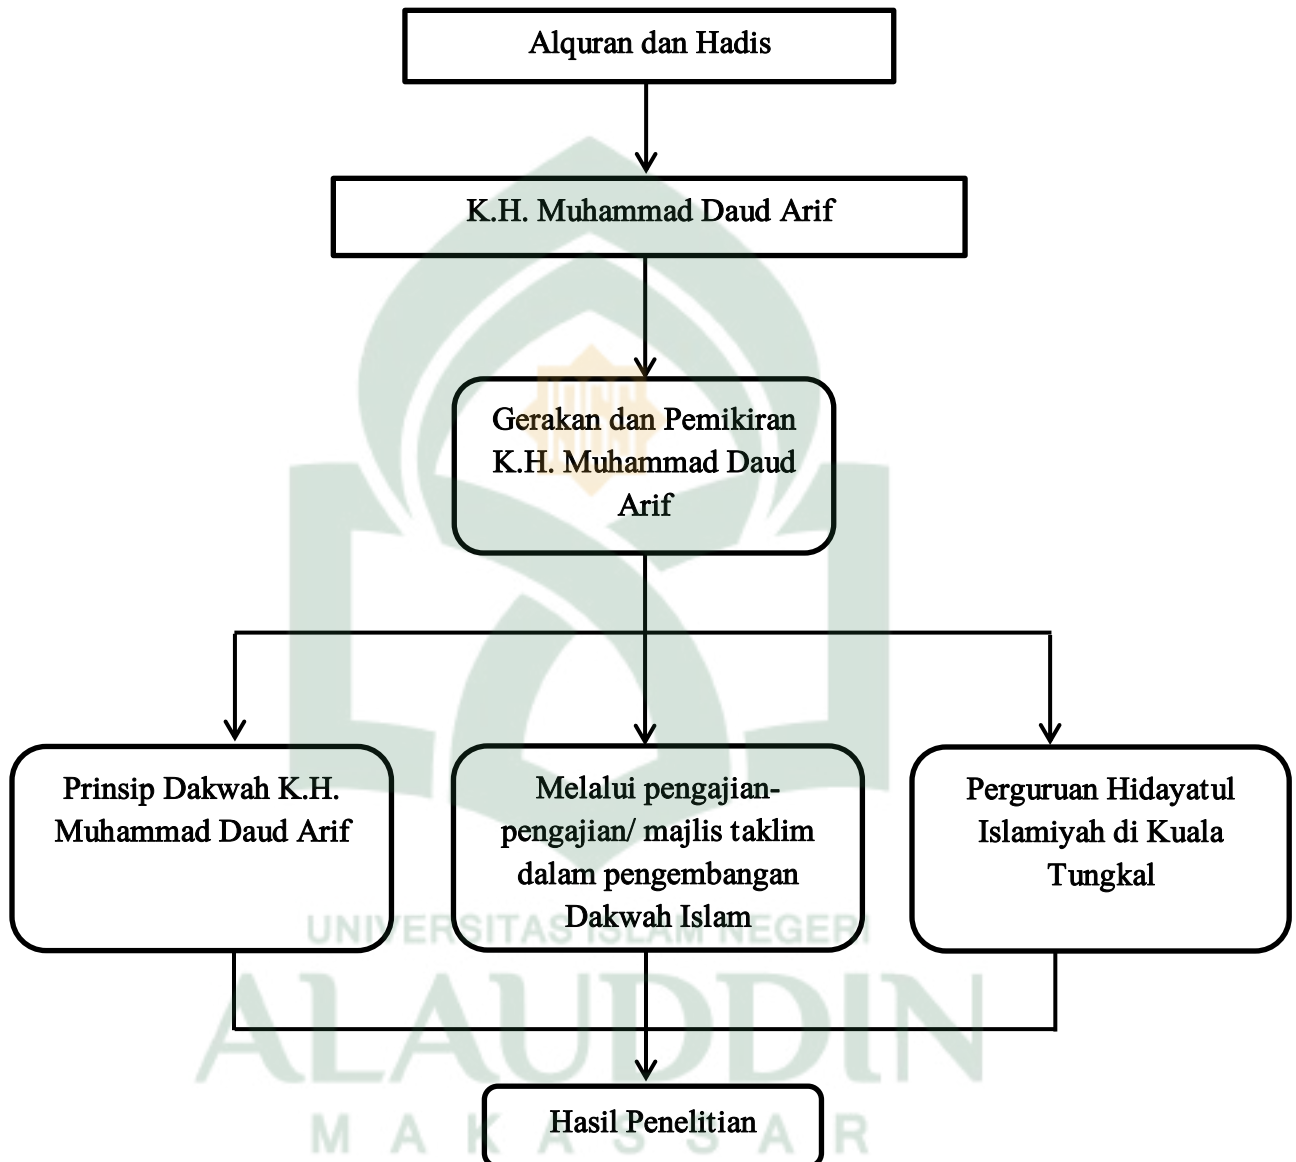 Alquran dan Hadis
K.H. Muhammad Daud Arif
Gerakan dan Pemikiran
K.H. Muhammad Daud
Arif
Prinsip Dakwah K.H.
Muhammad Daud Arif
Melalui pengajian-
pengajian/ majlis taklim
dalam pengembangan
Dakwah Islam
Perguruan Hidayatul
Islamiyah di Kuala
Tungkal
UNIVERSITAS ISLAM NEGERI
ALAUDDIN
Hasil Penelitian
MAKASSAR